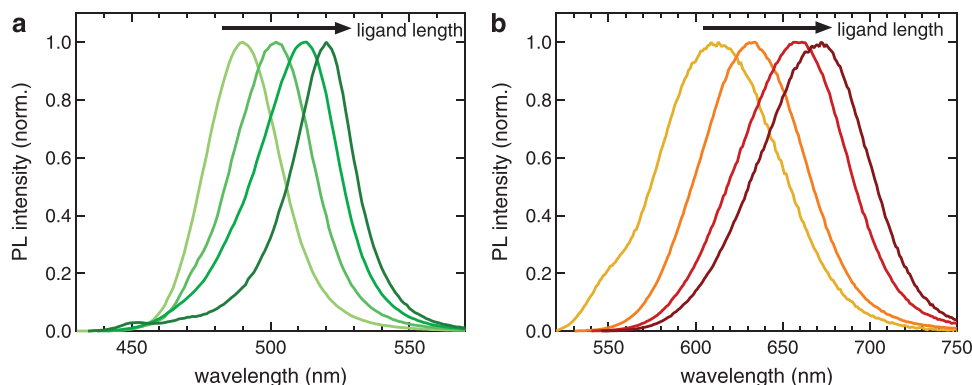 a
ligand length
1.0
0.8
0.6
0.4
0.2
0.0
PL intensity (norm.)
450
500
550
wavelength (nm)
b
ligand length
1.0
0.8
0.6
0.4
0.2
0.0
PL intensity (norm.)
550
600
650
700
750
wavelength (nm)